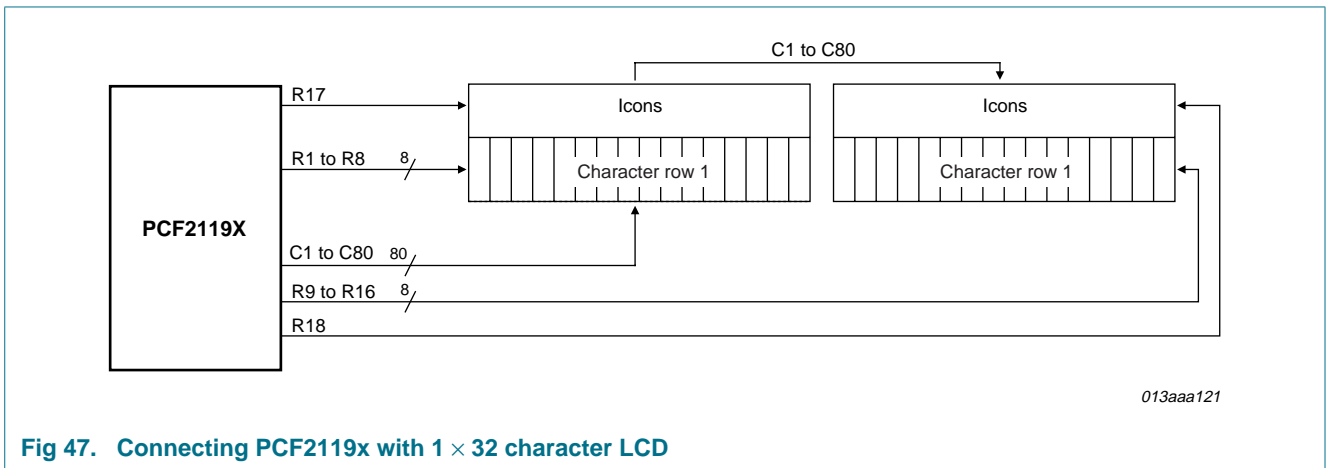 C1 to C80
R17
Icons
Icons
R1 to R8 8
Character row 1
Character row 1
PCF2119X
C1 to C80 80
R9 to R16 8
R18
013aaa121
Fig 47. Connecting PCF2119x with 1 × 32 character LCD